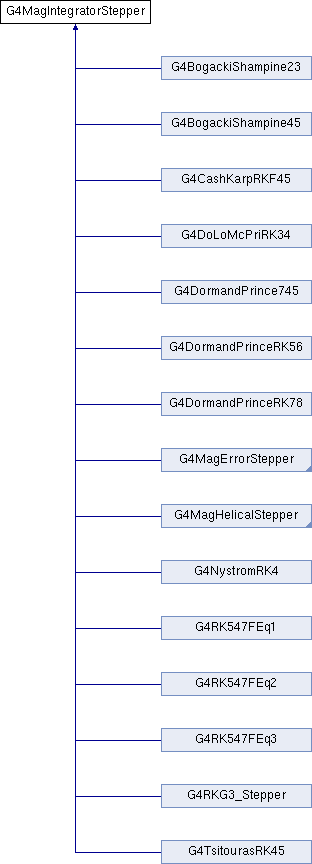 G4MagIntegratorStepper
G4BogackiShampine23
G4BogackiShampine45
G4CashKarpRKF45
G4DoLoMcPriRK34
G4DormandPrince745
G4DormandPrinceRK56
G4DormandPrinceRK78
G4MagErrorStepper
G4MagHelicalStepper
G4NystromRK4
G4RK547FEq1
G4RK547FEq2
G4RK547FEq3
G4RKG3_Stepper
G4TsitourasRK45